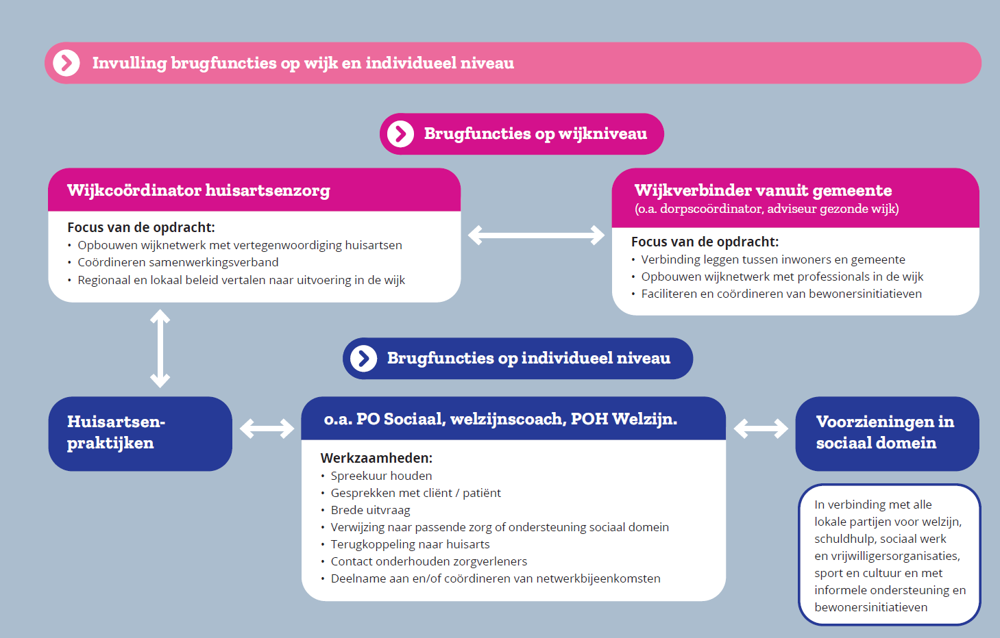 Invulling brugfuncties op wijk en individueel niveau
Brugfuncties op wijkniveau
Wijkcoördinator huisartsenzorg
Focus van de opdracht:
• Opbouwen wijknetwerk met vertegenwoordiging huisartsen
• Coördineren samenwerkingsverband
• Regionaal en lokaal beleid vertalen naar uitvoering in de wijk
Wijkverbinder vanuit gemeente
(o.a. dorpscoördinator, adviseur gezonde wijk)
Focus van de opdracht:
• Verbinding leggen tussen inwoners en gemeente
• Opbouwen wijknetwerk met professionals in de wijk
• Faciliteren en coördineren van bewonersinitiatieven
Brugfuncties op individueel niveau
Huisartsen-
praktijken
o.a. PO Sociaal, welzijnscoach, POH Welzijn.
Werkzaamheden:
• Spreekuur houden
• Gesprekken met cliënt / patiënt
• Brede uitvraag
• Verwijzing naar passende zorg of ondersteuning sociaal domein
• Terugkoppeling naar huisarts
• Contact onderhouden zorgverleners
• Deelname aan en/of coördineren van netwerkbijeenkomsten
Voorzieningen in
sociaal domein
In verbinding met alle
lokale partijen voor welzijn,
schuldhulp, sociaal werk
en vrijwilligersorganisaties,
sport en cultuur en met
informele ondersteuning en
bewonersinitiatieven